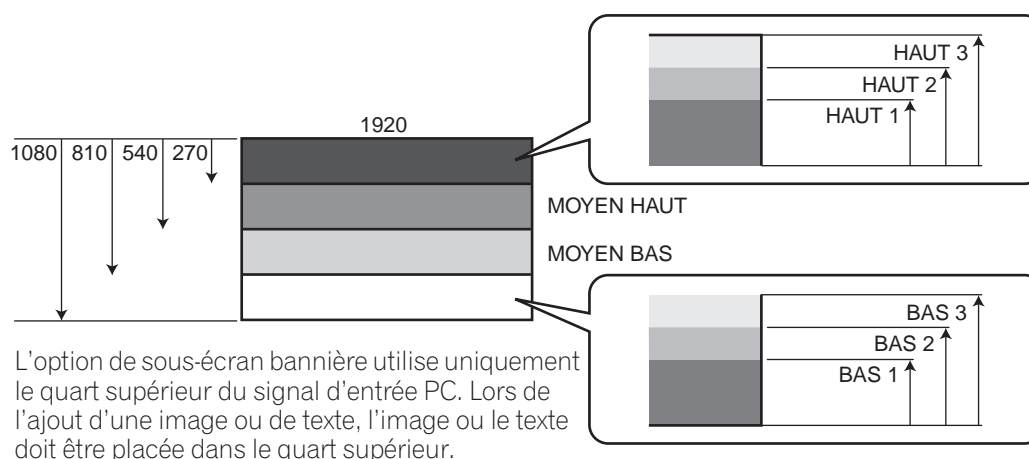 1920
1080 810 540 270
HAUT 3
HAUT 2
HAUT 1
MOYEN HAUT
MOYEN BAS
BAS 3
BAS 2
BAS 1
L’option de sous-écran bannière utilise uniquement
le quart supérieur du signal d’entrée PC. Lors de
l’ajout d’une image ou de texte, l’image ou le texte
doit être placée dans le quart supérieur.